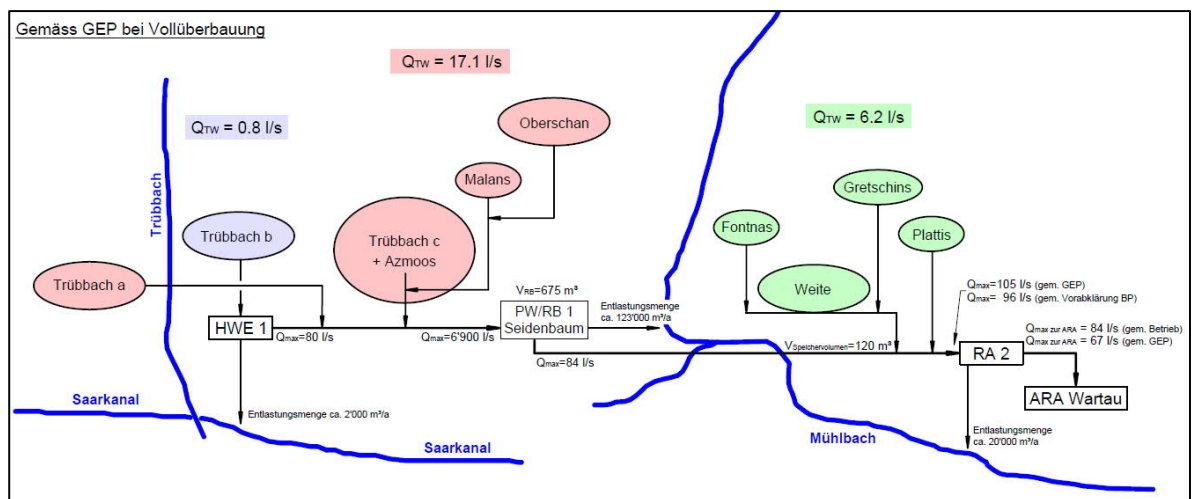 Gemäss GEP bei Vollüberbauung
QTW = 17.1 l/s
QTW = 0.8 l/s
QTW = 6.2 l/s
Oberschan
Malans
Gretschins
Trübbach
Fontnas
Plattis
Trübbach b
Trübbach c
+ Azmoos
Trübbach a
Weite
VRB=675 m³
PW/RB 1
Seidenbaum
Entlastungsmenge
ca. 123'000 m³/a
Qmax=105 l/s (gem. GEP)
Qmax= 96 l/s (gem. Vorabklärung BP)
HWE 1
Qmax=80 l/s
Qmax=6'900 l/s
Qmax zur ARA = 84 l/s (gem. Betrieb)
Qmax zur ARA = 67 l/s (gem. GEP)
VSpeichervolumen=120 m³
Qmax=84 l/s
RA 2
ARA Wartau
Saarkanal
Entlastungsmenge ca. 2'000 m³/a
Saarkanal
Mühlbach
Entlastungsmenge
ca. 20'000 m³/a